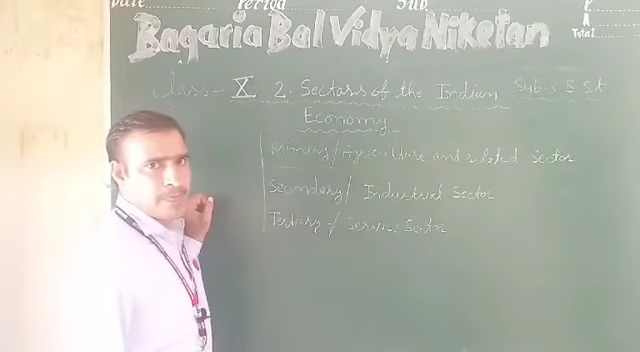 Date Period Sub P
A
Total
Bagaria Bal Vidya Niketan
Class - X 2. Sectors of the Indian Sub:- S St
Economy
Primary / Agriculture and related Sector
Secondary / Industrial Sector
Tertiary - / Service Sector